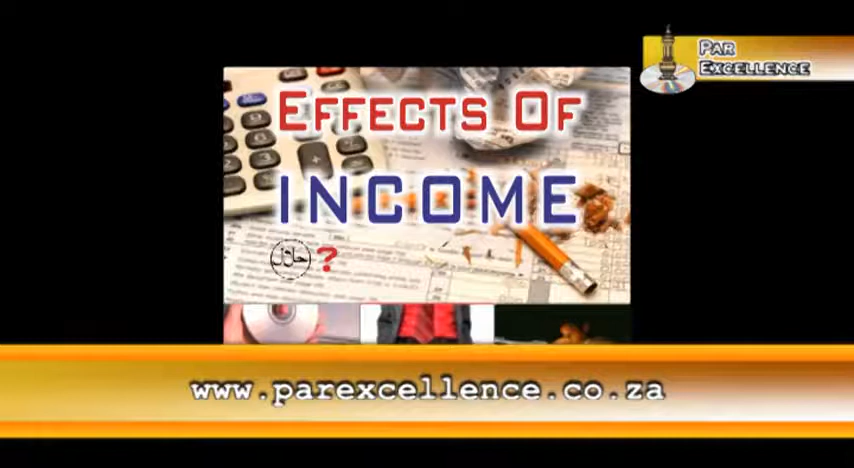 PAR
EXCELLENCE
EFFECTS OF
INCOME
حلال ?
www.parexcellence.co.za